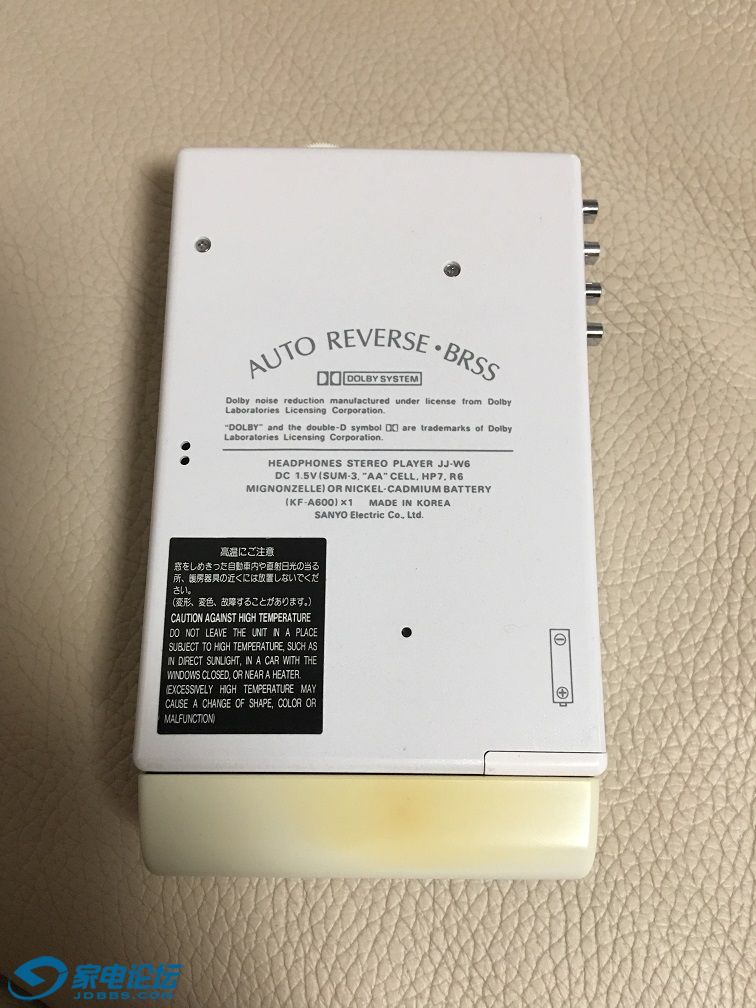 AUTO REVERSE • BRSS
DOLBY SYSTEM
Dolby noise reduction manufactured under license from Dolby
Laboratories Licensing Corporation.
"DOLBY" and the double-D symbol are trademarks of Dolby
Laboratories Licensing Corporation.
HEADPHONES STEREO PLAYER JJ-W6
DC 1.5V (SUM-3, "AA" CELL, HP7, R6
MIGNONZELLE) OR NICKEL-CADMIUM BATTERY
(KF-A600) × 1 MADE IN KOREA
SANYO Electric Co., Ltd.
高温にご注意
窓をしめきった自動車内や直射日光の当る
所、暖房器具の近くには放置しないでくだ
さい。
(変形、変色、故障することがあります。)
CAUTION AGAINST HIGH TEMPERATURE
DO NOT LEAVE THE UNIT IN A PLACE
SUBJECT TO HIGH TEMPERATURE, SUCH AS
IN DIRECT SUNLIGHT, IN A CAR WITH THE
WINDOWS CLOSED, OR NEAR A HEATER.
(EXCESSIVELY HIGH TEMPERATURE MAY
CAUSE A CHANGE OF SHAPE, COLOR OR
MALFUNCTION)
家电论坛
JDBBS.COM